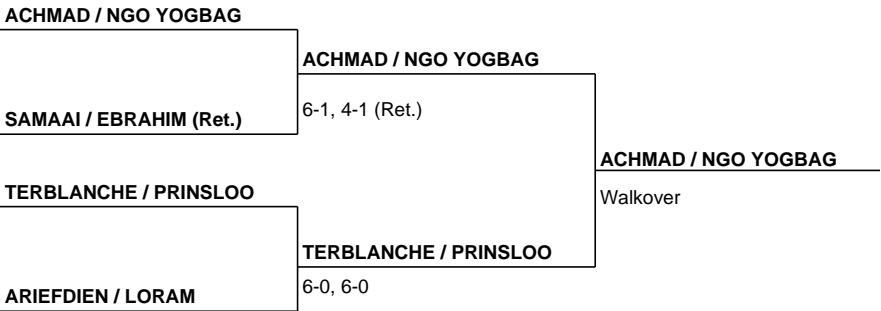 ACHMAD / NGO YOGBAG
ACHMAD / NGO YOGBAG
6-1, 4-1 (Ret.)
SAMAAI / EBRAHIM (Ret.)
ACHMAD / NGO YOGBAG
Walkover
TERBLANCHE / PRINSLOO
TERBLANCHE / PRINSLOO
6-0, 6-0
ARIEFDIEN / LORAM